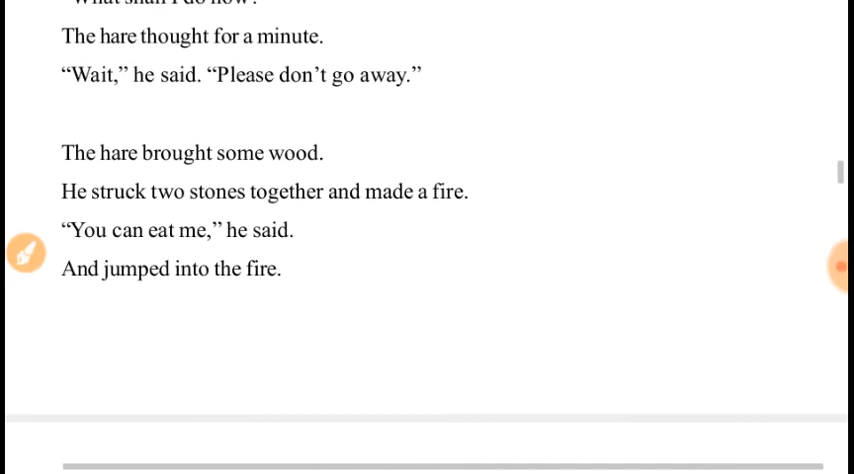 The hare thought for a minute.
“Wait,” he said. “Please don’t go away.”
The hare brought some wood.
He struck two stones together and made a fire.
“You can eat me,” he said.
And jumped into the fire.